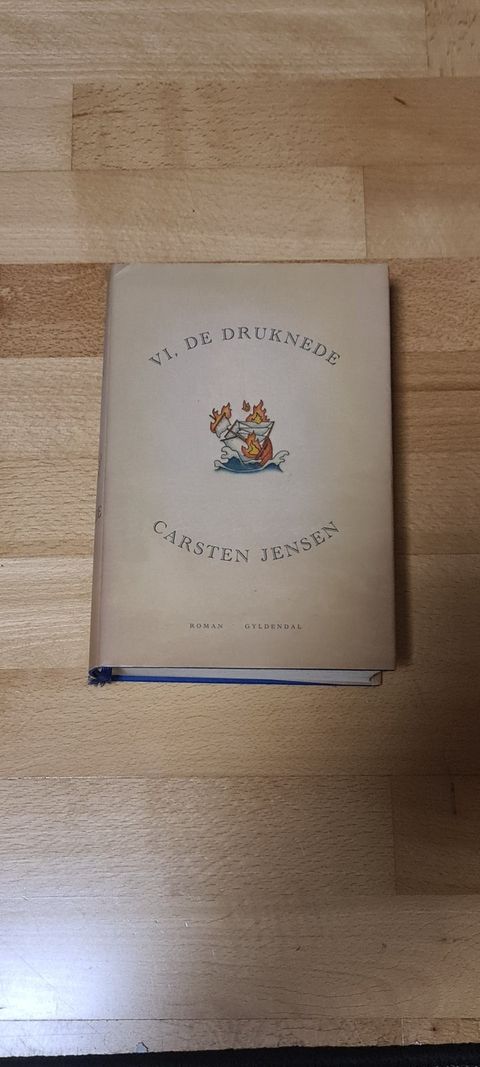 VI, DE DRUKNEDE
CARSTEN JENSEN
ROMAN GYLDENDAL